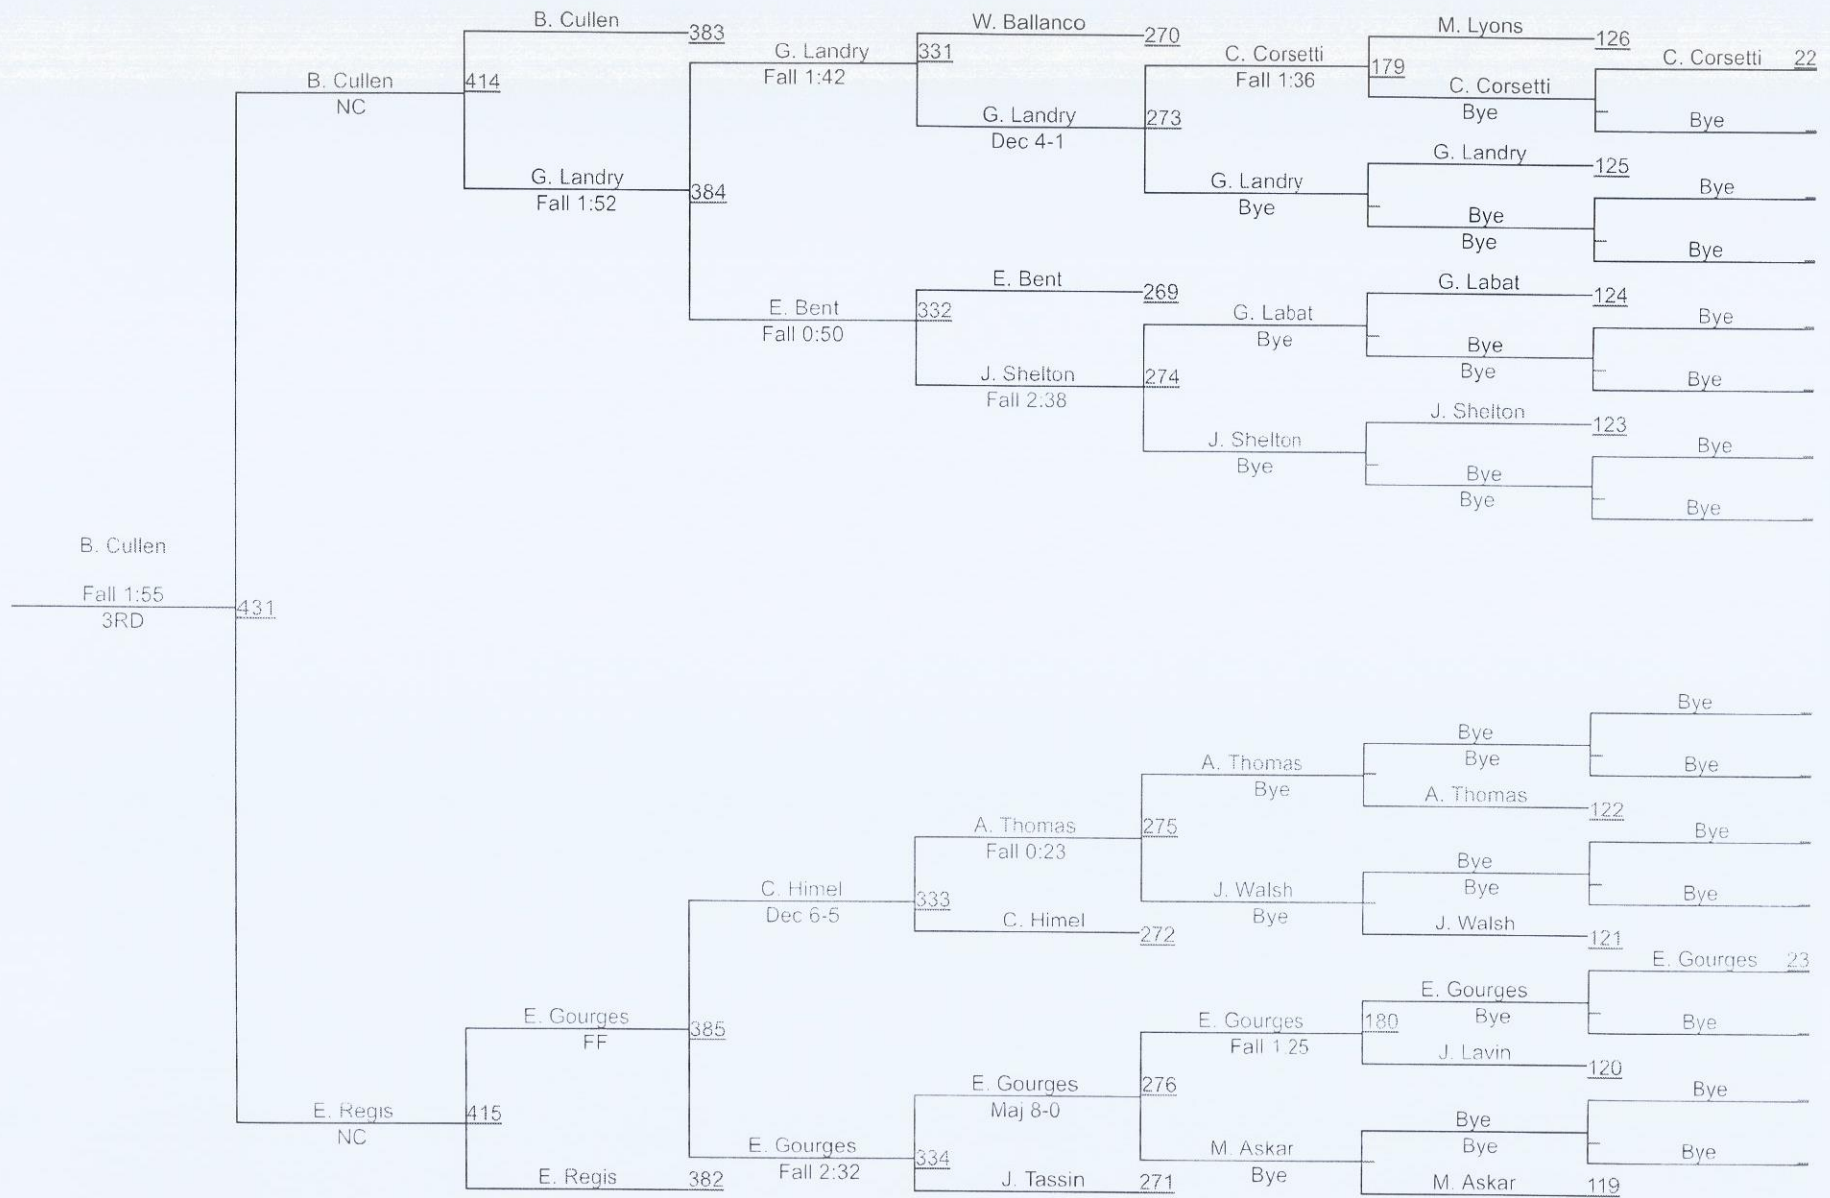 B. Cullen
383
W. Ballanco
270
M. Lyons
126
C. Corsetti 22
G. Landry
331
Fall 1:42
C. Corsetti
179
Fall 1:36
B. Cullen
414
NC
C. Corsetti
Bye
Bye
G. Landry
273
Dec 4-1
G. Landry
125
G. Landry
384
Fall 1:52
G. Landry
Bye
Bye
Bye
Bye
Bye
E. Bent
269
G. Labat
124
E. Bent
332
Fall 0:50
G. Labat
Bye
Bye
Bye
Bye
Bye
J. Shelton
274
Fall 2:38
J. Shelton
123
J. Shelton
Bye
Bye
Bye
Bye
Bye
B. Cullen
Fall 1:55
431
3RD
Bye
Bye
Bye
Bye
A. Thomas
Bye
A. Thomas
122
A. Thomas
275
Fall 0:23
Bye
Bye
Bye
Bye
C. Himel
333
Dec 6-5
J. Walsh
Bye
C. Himel
272
J. Walsh
121
E. Gourges 23
E. Gourges
Bye
Bye
E. Gourges
385
FF
E. Gourges
180
Fall 1:25
J. Lavin
120
E. Gourges
276
Maj 8-0
Bye
E. Regis
415
NC
Bye
Bye
Bye
E. Gourges
334
Fall 2:32
M. Askar
Bye
E. Regis
382
J. Tassin
271
M. Askar
119